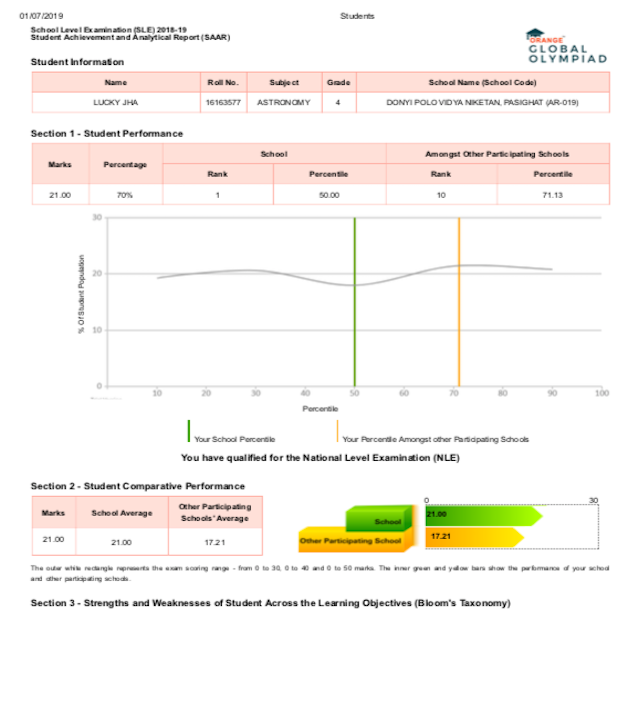 01/07/2019 Students
School Level Examination (SLE) 2018-19
Student Achievement and Analytical Report (SAAR)
ORANGE
GLOBAL
OLYMPIAD
Student Information
Name Roll No. Subject Grade School Name (School Code)
LUCKY JHA 16163577 ASTRONOMY 4 DONYI POLO VIDYA NIKETAN, PASIGHAT (AR-019)
Section 1 - Student Performance
Marks Percentage School Amongst Other Participating Schools
Rank Percentile Rank Percentile
21.00 70% 1 50.00 10 71.13
30
20
10
0
% Of Student Population
10 20 30 40 50 60 70 80 90 100
Percentile
Your School Percentile Your Percentile Amongst other Participating Schools
You have qualified for the National Level Examination (NLE)
Section 2 - Student Comparative Performance
Marks School Average Other Participating
Schools' Average
21.00 21.00 17.21
0 30
School 21.00
Other Participating School 17.21
The outer white rectangle represents the exam scoring range - from 0 to 30, 0 to 40 and 0 to 50 marks. The inner green and yellow bars show the performance of your school
and other participating schools.
Section 3 - Strengths and Weaknesses of Student Across the Learning Objectives (Bloom's Taxonomy)